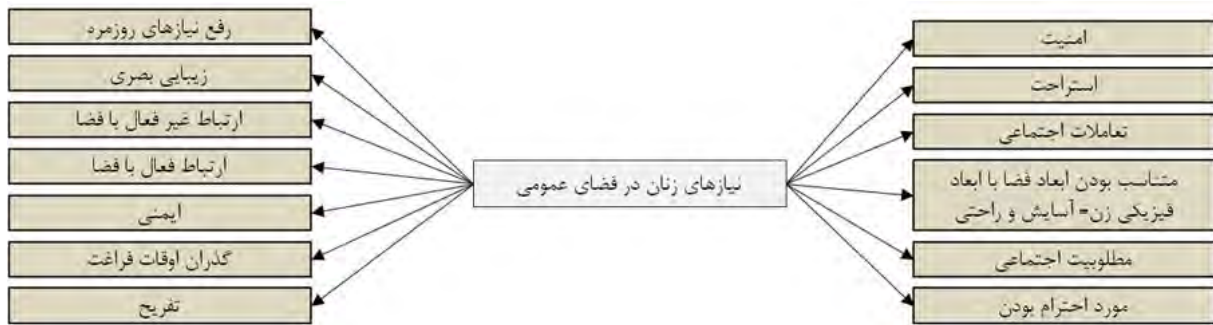 امنیت
استراحت
تعاملات اجتماعی
متناسب بودن ابعاد فضا با ابعاد
فیزیکی زن= آسایش و راحتی
مطلوبیت اجتماعی
مورد احترام بودن
نیازهای زنان در فضای عمومی
رفع نیازهای روزمره
زیبایی بصری
ارتباط غیر فعال با فضا
ارتباط فعال با فضا
ایمنی
گذران اوقات فراغت
تفریح